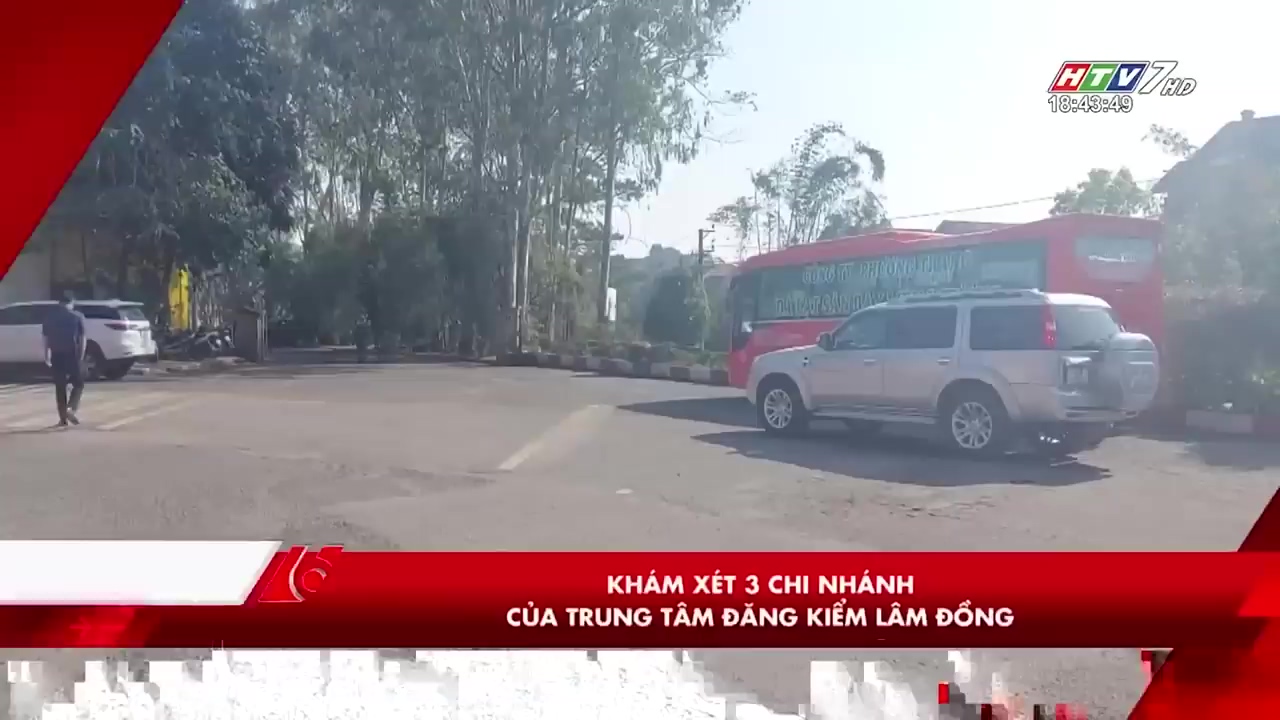 HTV7 HD
18:43:49
KHÁM XÉT 3 CHI NHÁNH
CỦA TRUNG TÂM ĐĂNG KIỂM LÂM ĐỒNG